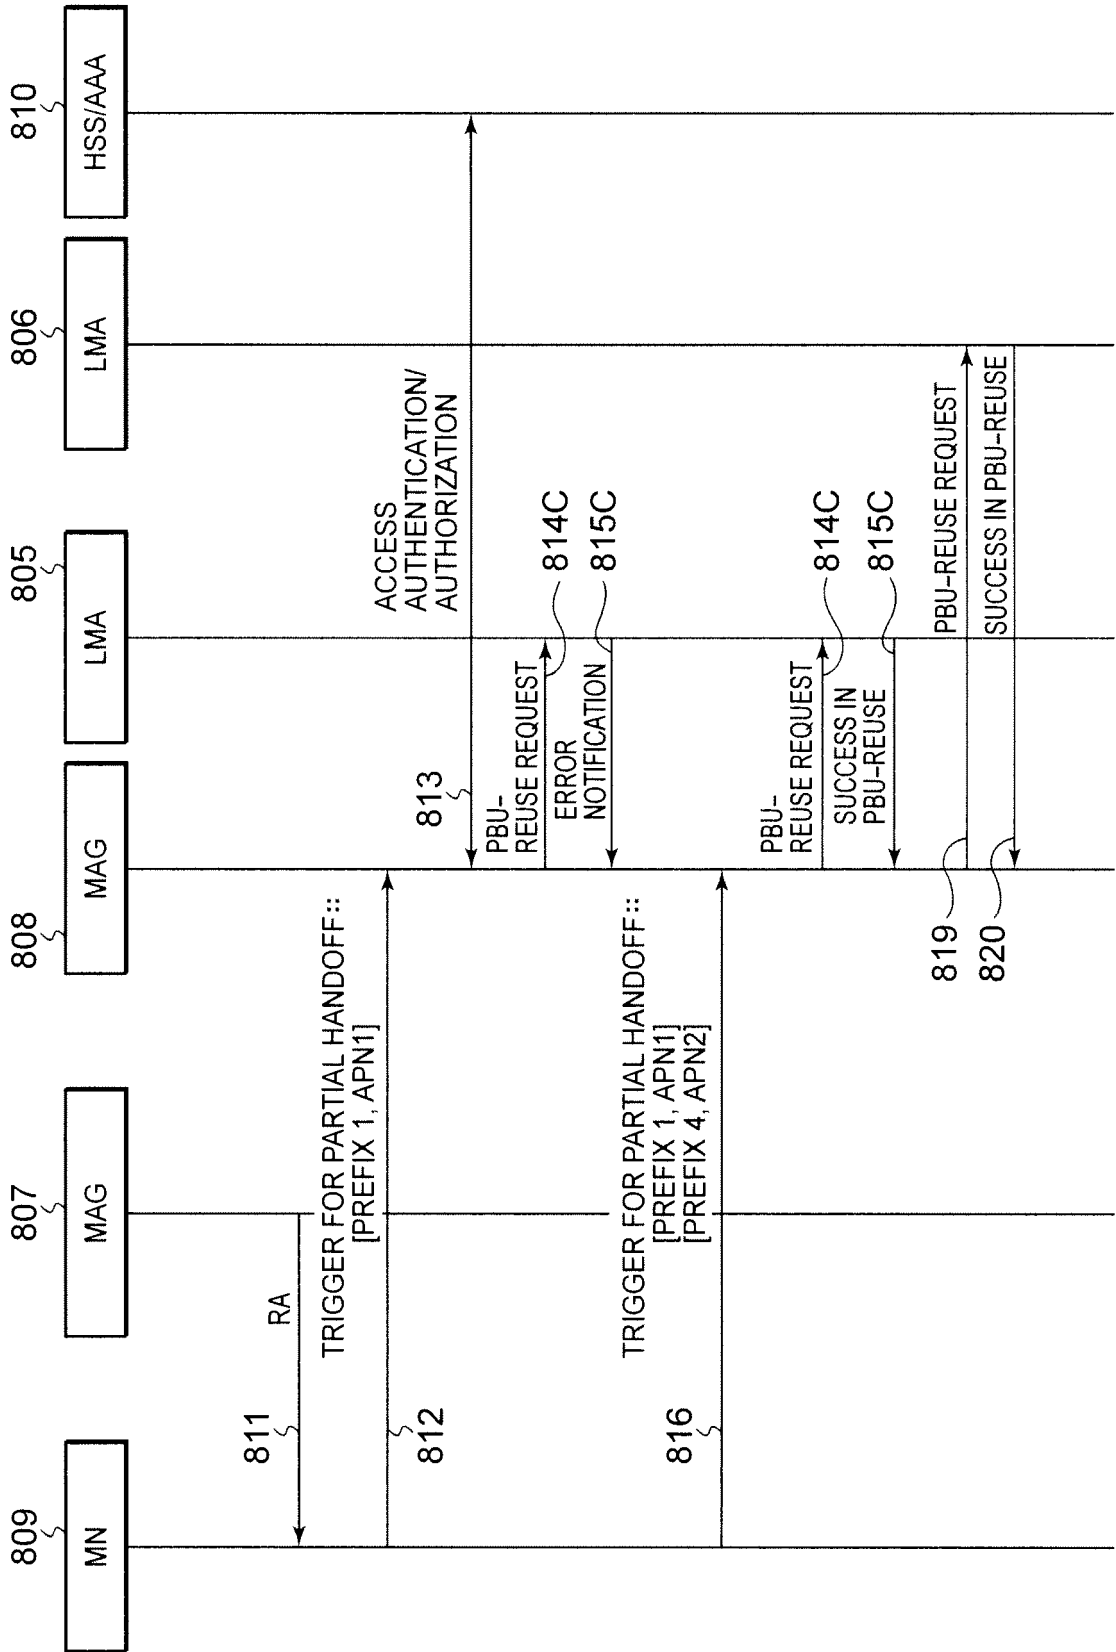 809
MN
807
MAG
808
MAG
805
LMA
806
LMA
810
HSS/AAA
RA
811
TRIGGER FOR PARTIAL HANDOFF::
[PREFIX 1, APN1]
812
ACCESS
AUTHENTICATION/
AUTHORIZATION
813
PBU-
REUSE REQUEST
814C
ERROR
NOTIFICATION
815C
TRIGGER FOR PARTIAL HANDOFF::
[PREFIX 1, APN1]
[PREFIX 4, APN2]
816
PBU-
REUSE REQUEST
814C
SUCCESS IN
PBU-REUSE
815C
PBU-REUSE REQUEST
819
SUCCESS IN PBU-REUSE
820